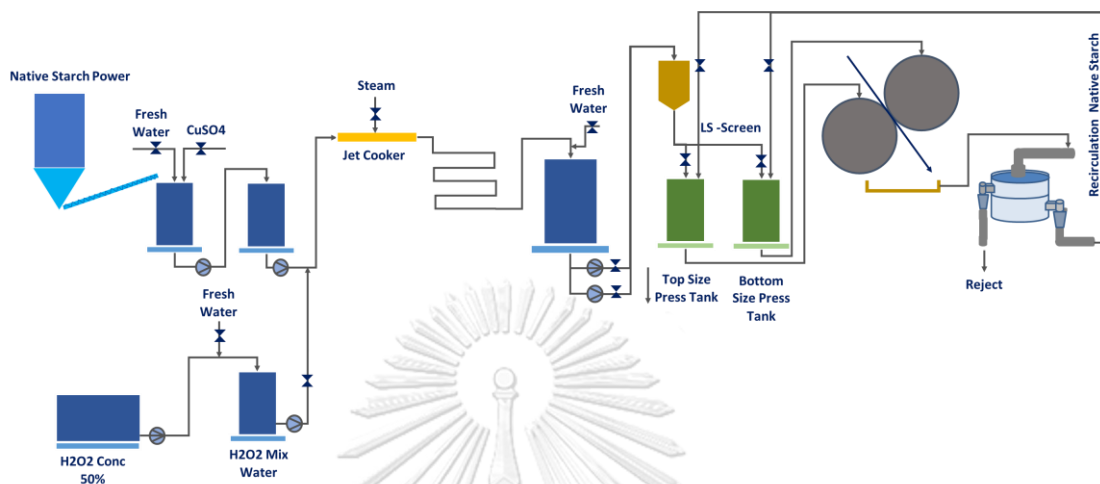 Native Starch Power
Fresh
Water
CuSO4
Steam
Jet Cooker
Fresh
Water
LS -Screen
Top Size
Press Tank
Bottom
Size Press
Tank
Reject
Recirculation Native Starch
Fresh
Water
H2O2 Conc
50%
H2O2 Mix
Water